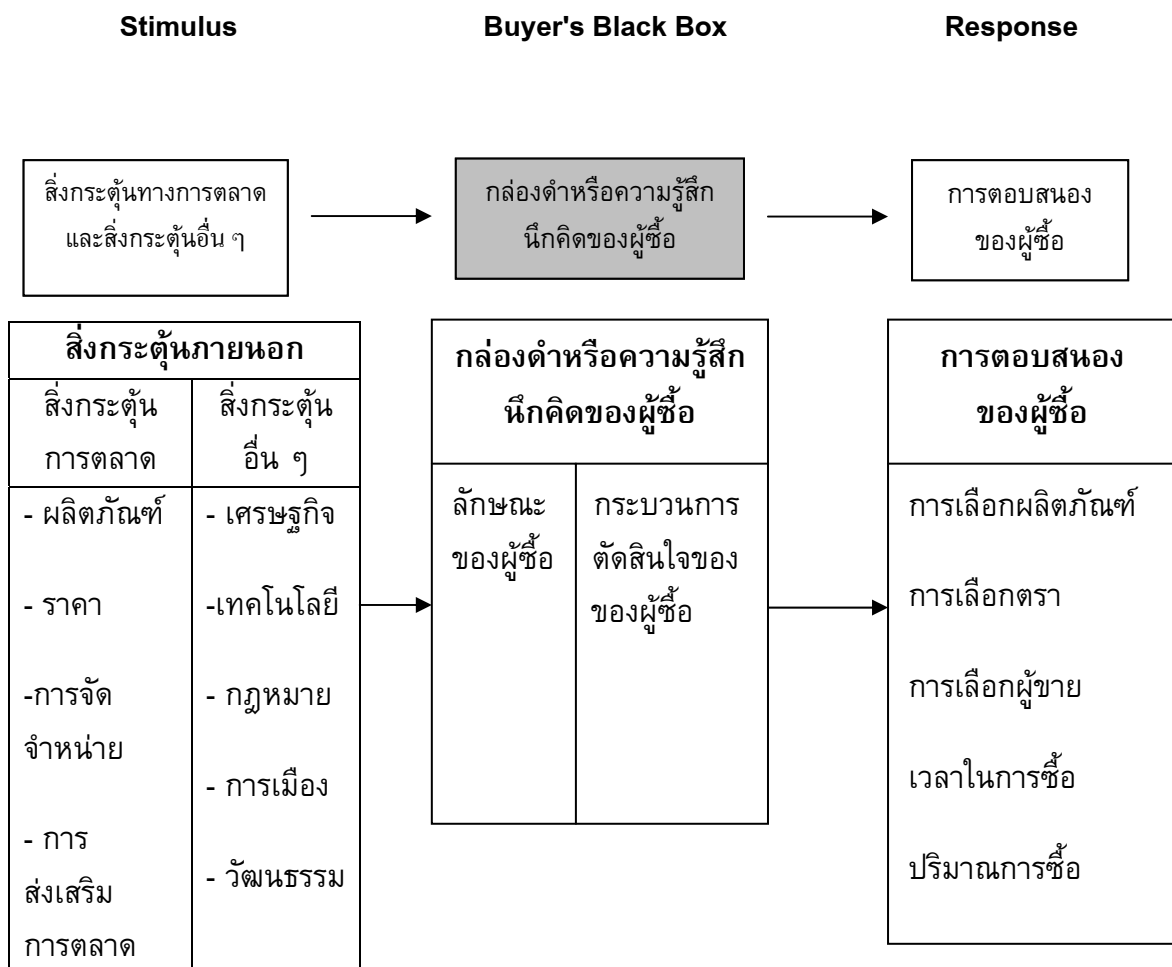 Stimulus
Buyer's Black Box
Response
สิ่งกระตุ้นทางการตลาด
และสิ่งกระตุ้นอื่น ๆ
กล่องดำหรือความรู้สึก
นึกคิดของผู้ซื้อ
การตอบสนอง
ของผู้ซื้อ
สิ่งกระตุ้นภายนอก
สิ่งกระตุ้น
การตลาด
สิ่งกระตุ้น
อื่น ๆ
- ผลิตภัณฑ์
- ราคา
-การจัด
จำหน่าย
- การ
ส่งเสริม
การตลาด
- เศรษฐกิจ
-เทคโนโลยี
- กฎหมาย
- การเมือง
- วัฒนธรรม
กล่องดำหรือความรู้สึก
นึกคิดของผู้ซื้อ
ลักษณะ
ของผู้ซื้อ
กระบวนการ
ตัดสินใจของ
ของผู้ซื้อ
การตอบสนอง
ของผู้ซื้อ
การเลือกผลิตภัณฑ์
การเลือกตรา
การเลือกผู้ขาย
เวลาในการซื้อ
ปริมาณการซื้อ